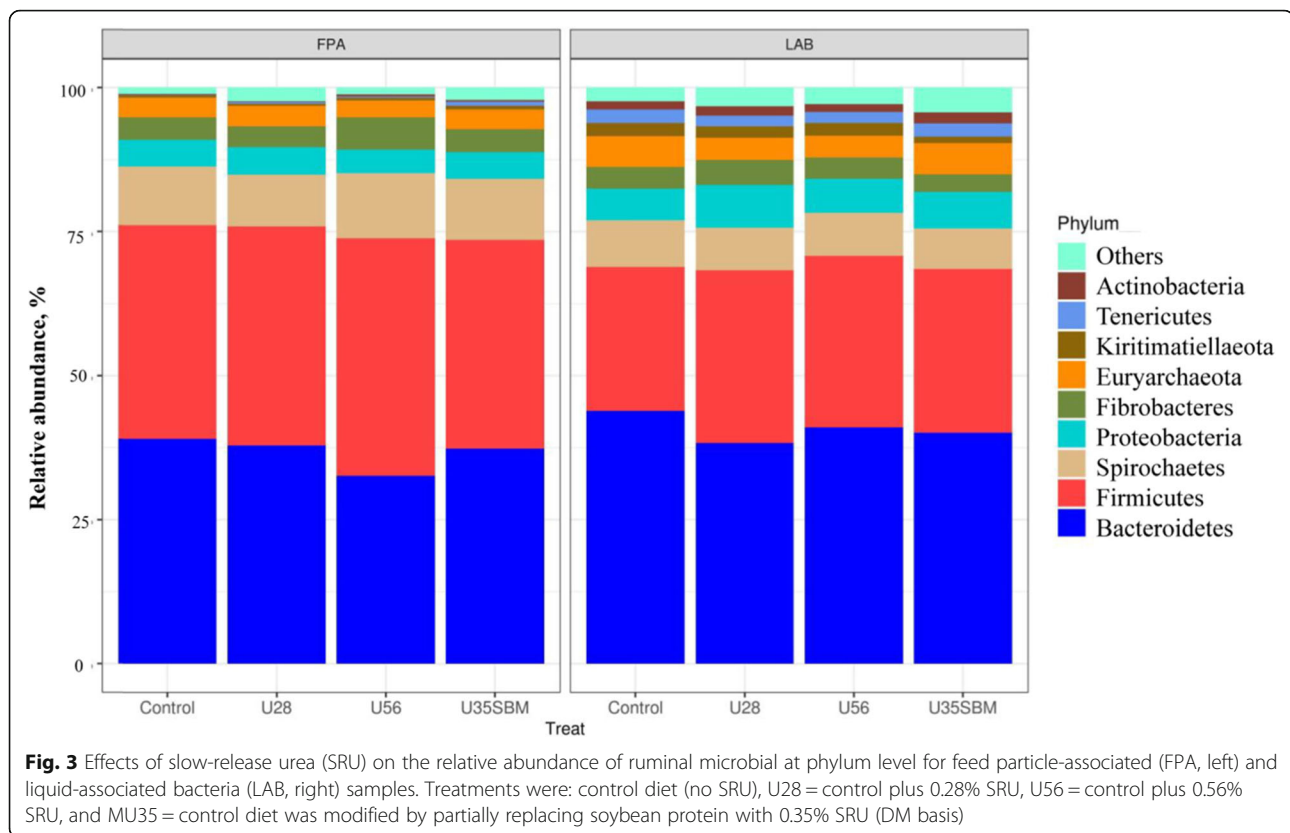 FPA
LAB
100
75
50
25
0
Relative abundance, %
Control
U28
U56
U35SBM
Control
U28
U56
U35SBM
Treat
Phylum
Others
Actinobacteria
Tenericutes
Kiritimatiellaeota
Euryarchaeota
Fibrobacteres
Proteobacteria
Spirochaetes
Firmicutes
Bacteroidetes
Fig. 3 Effects of slow-release urea (SRU) on the relative abundance of ruminal microbial at phylum level for feed particle-associated (FPA, left) and
liquid-associated bacteria (LAB, right) samples. Treatments were: control diet (no SRU), U28 = control plus 0.28% SRU, U56 = control plus 0.56%
SRU, and MU35 = control diet was modified by partially replacing soybean protein with 0.35% SRU (DM basis)